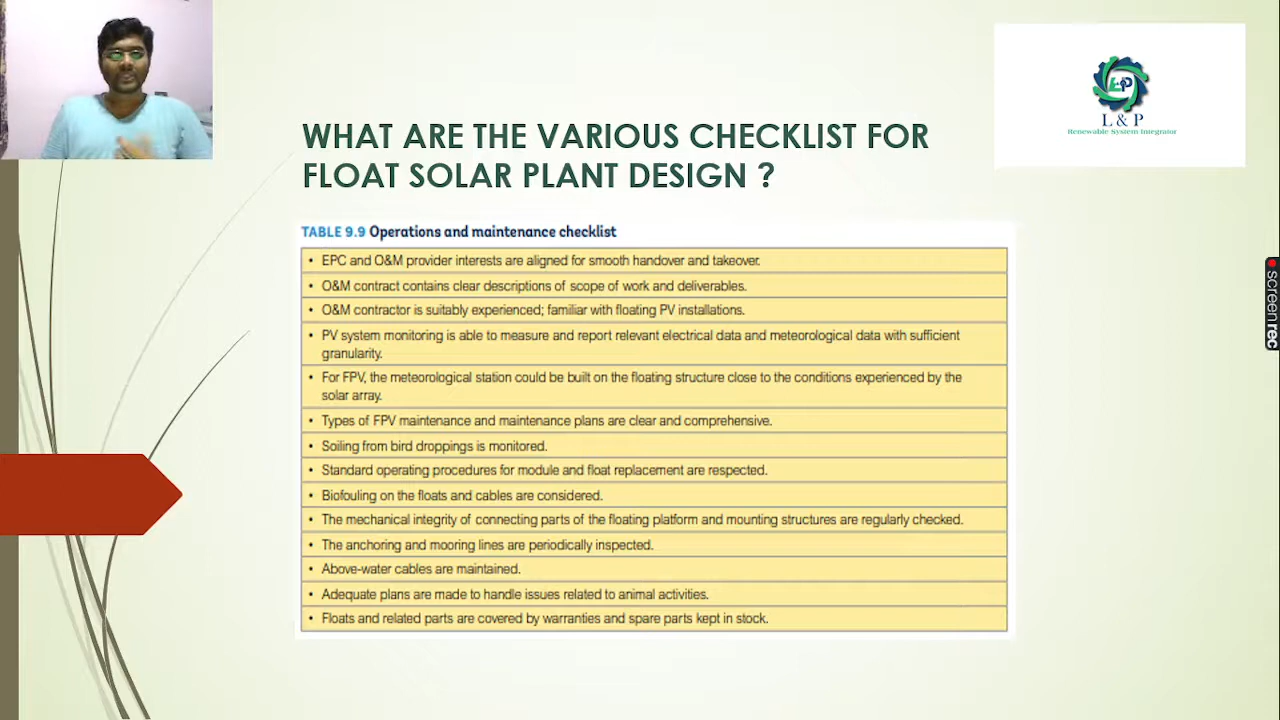 L & P
Renewable System Integrator
WHAT ARE THE VARIOUS CHECKLIST FOR
FLOAT SOLAR PLANT DESIGN ?
TABLE 9.9 Operations and maintenance checklist
• EPC and O&M provider interests are aligned for smooth handover and takeover.
• O&M contract contains clear descriptions of scope of work and deliverables.
• O&M contractor is suitably experienced; familiar with floating PV installations.
• PV system monitoring is able to measure and report relevant electrical data and meteorological data with sufficient
granularity.
• For FPV, the meteorological station could be built on the floating structure close to the conditions experienced by the
solar array.
• Types of FPV maintenance and maintenance plans are clear and comprehensive.
• Soiling from bird droppings is monitored.
• Standard operating procedures for module and float replacement are respected.
• Biofouling on the floats and cables are considered.
• The mechanical integrity of connecting parts of the floating platform and mounting structures are regularly checked.
• The anchoring and mooring lines are periodically inspected.
• Above-water cables are maintained.
• Adequate plans are made to handle issues related to animal activities.
• Floats and related parts are covered by warranties and spare parts kept in stock.
screenrec